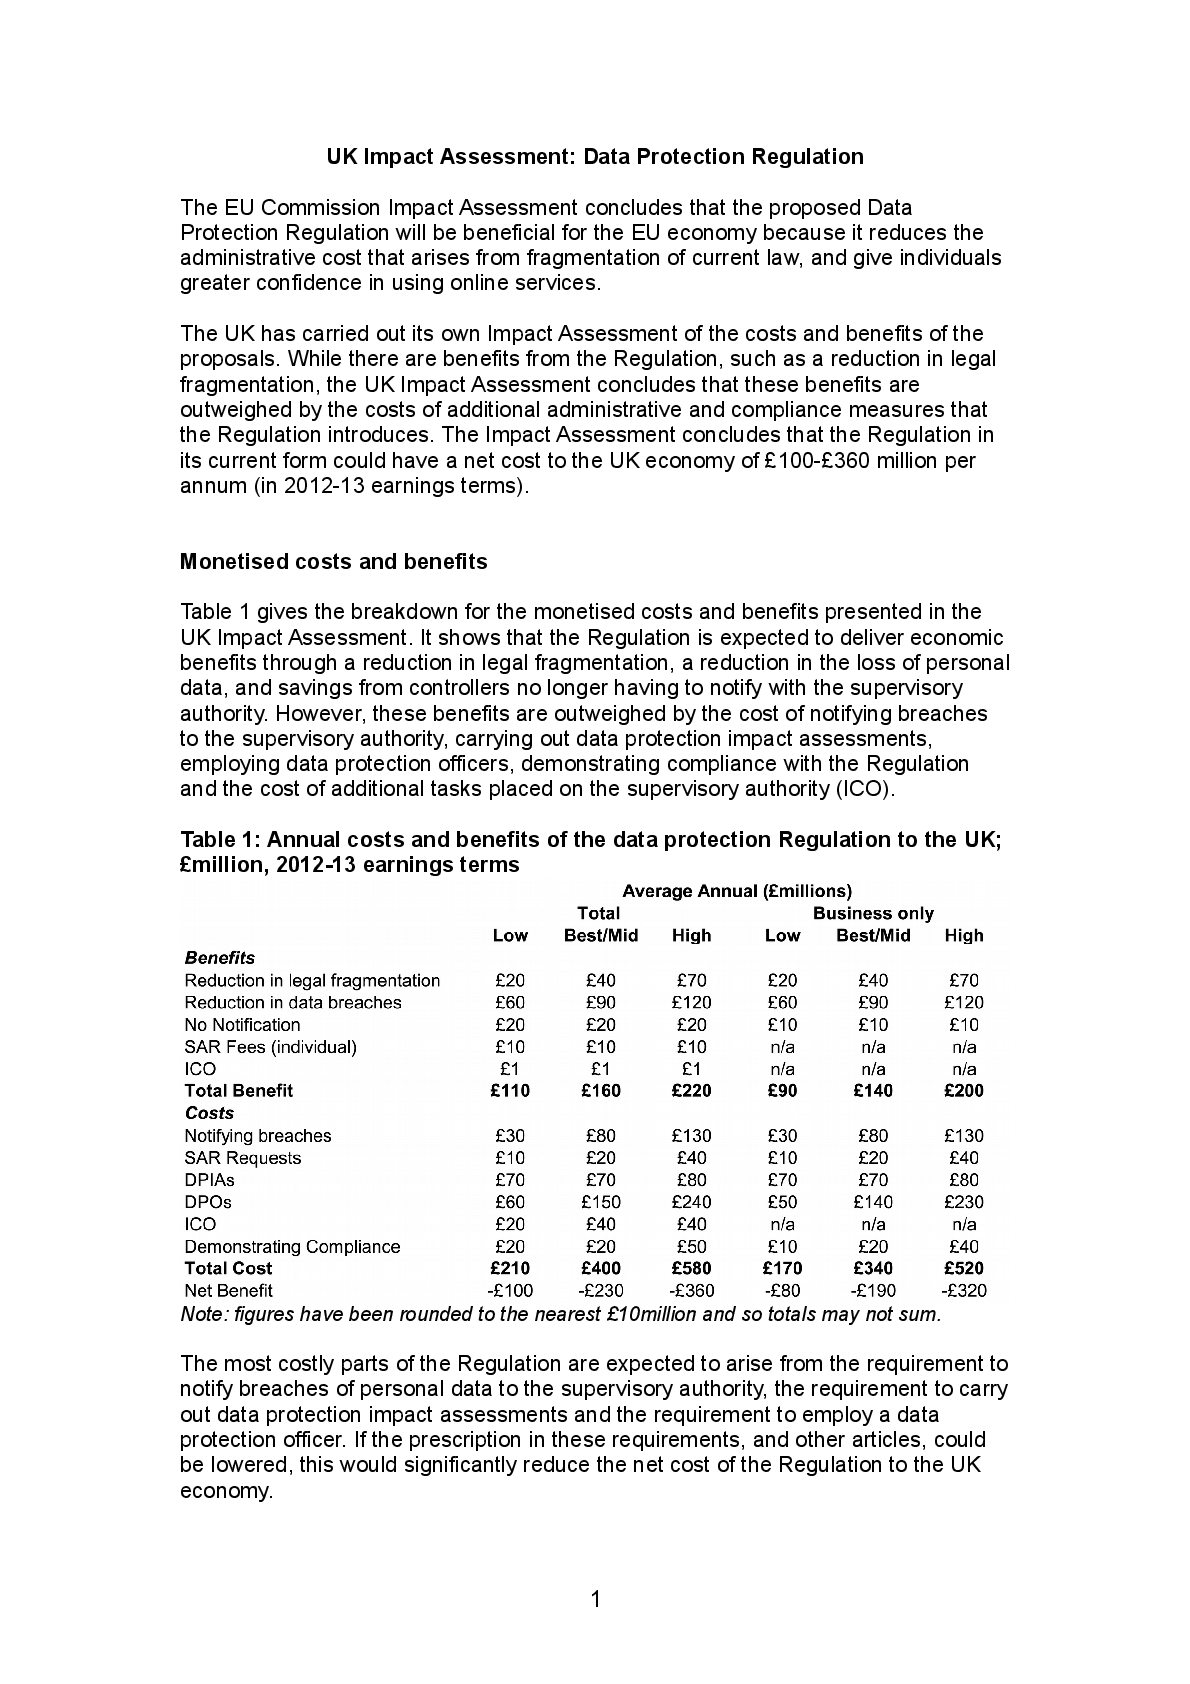 UK Impact Assessment: Data Protection Regulation
The EU Commission Impact Assessment concludes that the proposed Data
Protection Regulation will be beneficial for the EU economy because it reduces the
administrative cost that arises from fragmentation of current law, and give individuals
greater confidence in using online services.
The UK has carried out its own Impact Assessment of the costs and benefits of the
proposals. While there are benefits from the Regulation, such as a reduction in legal
fragmentation, the UK Impact Assessment concludes that these benefits are
outweighed by the costs of additional administrative and compliance measures that
the Regulation introduces. The Impact Assessment concludes that the Regulation in
its current form could have a net cost to the UK economy of £100-£360 million per
annum (in 2012-13 earnings terms).
Monetised costs and benefits
Table 1 gives the breakdown for the monetised costs and benefits presented in the
UK Impact Assessment. It shows that the Regulation is expected to deliver economic
benefits through a reduction in legal fragmentation, a reduction in the loss of personal
data, and savings from controllers no longer having to notify with the supervisory
authority. However, these benefits are outweighed by the cost of notifying breaches
to the supervisory authority, carrying out data protection impact assessments,
employing data protection officers, demonstrating compliance with the Regulation
and the cost of additional tasks placed on the supervisory authority (ICO).
Table 1: Annual costs and benefits of the data protection Regulation to the UK;
£million, 2012-13 earnings terms
Average Annual (£millions)
Total Business only
Low Best/Mid High Low Best/Mid High
Benefits
Reduction in legal fragmentation £20 £40 £70 £20 £40 £70
Reduction in data breaches £60 £90 £120 £60 £90 £120
No Notification £20 £20 £20 £10 £10 £10
SAR Fees (individual) £10 £10 £10 n/a n/a n/a
ICO £1 £1 £1 n/a n/a n/a
Total Benefit £110 £160 £220 £90 £140 £200
Costs
Notifying breaches £30 £80 £130 £30 £80 £130
SAR Requests £10 £20 £40 £10 £20 £40
DPIAs £70 £70 £80 £70 £70 £80
DPOs £60 £150 £240 £50 £140 £230
ICO £20 £40 £40 n/a n/a n/a
Demonstrating Compliance £20 £20 £50 £10 £20 £40
Total Cost £210 £400 £580 £170 £340 £520
Net Benefit -£100 -£230 -£360 -£80 -£190 -£320
Note: figures have been rounded to the nearest £10million and so totals may not sum.
The most costly parts of the Regulation are expected to arise from the requirement to
notify breaches of personal data to the supervisory authority, the requirement to carry
out data protection impact assessments and the requirement to employ a data
protection officer. If the prescription in these requirements, and other articles, could
be lowered, this would significantly reduce the net cost of the Regulation to the UK
economy.
1